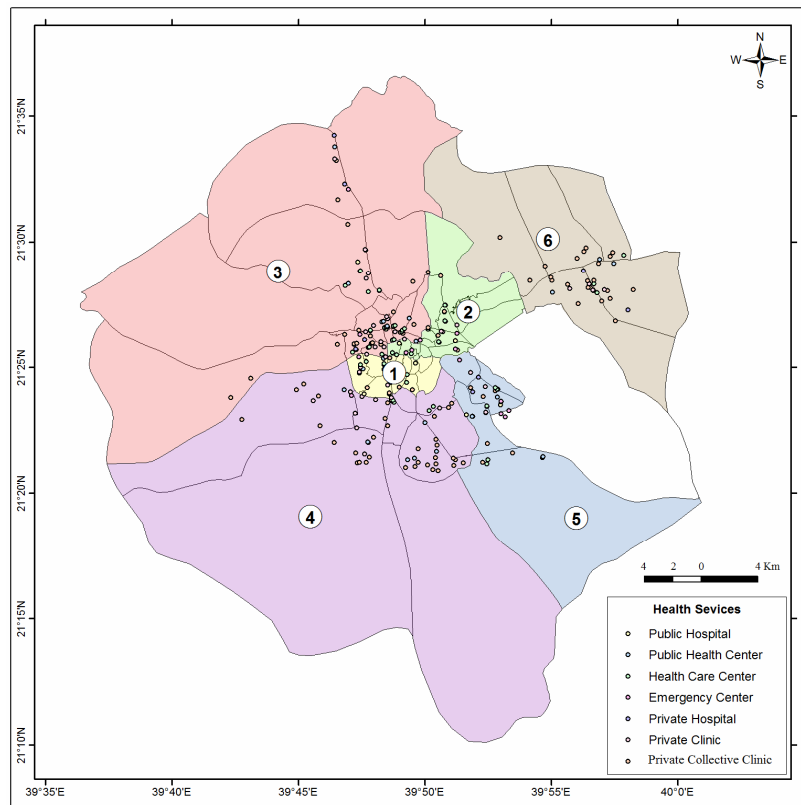 N
W E
S
21°35'N
21°30'N
21°25'N
21°20'N
21°15'N
21°10'N
6
3
2
1
4
5
4 2 0 4 Km
Health Sevices
Public Hospital
Public Health Center
Health Care Center
Emergency Center
Private Hospital
Private Clinic
Private Collective Clinic
39°35'E 39°40'E 39°45'E 39°50'E 39°55'E 40°0'E